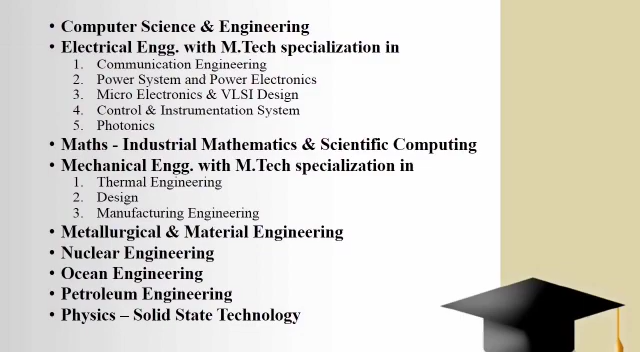 • Computer Science & Engineering
• Electrical Engg. with M.Tech specialization in
1. Communication Engineering
2. Power System and Power Electronics
3. Micro Electronics & VLSI Design
4. Control & Instrumentation System
5. Photonics
• Maths - Industrial Mathematics & Scientific Computing
• Mechanical Engg. with M.Tech specialization in
1. Thermal Engineering
2. Design
3. Manufacturing Engineering
• Metallurgical & Material Engineering
• Nuclear Engineering
• Ocean Engineering
• Petroleum Engineering
• Physics – Solid State Technology